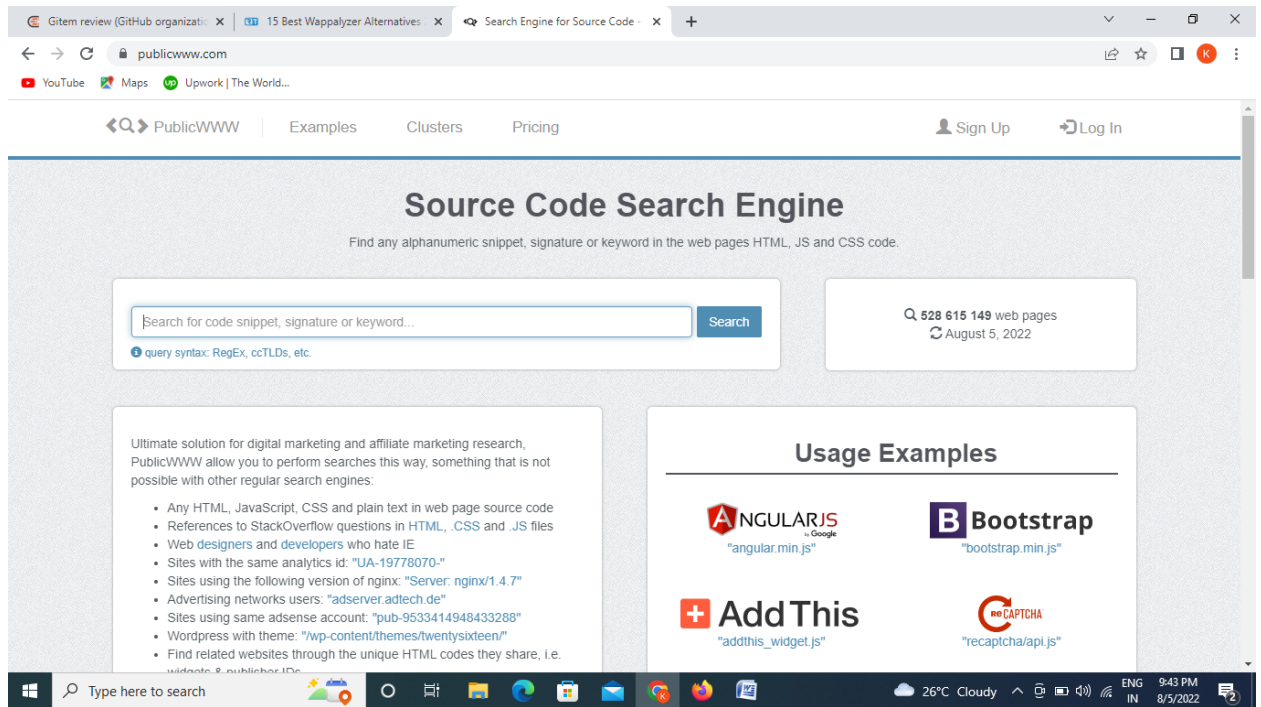 Gitem review (GitHub organizatic
15 Best Wappalyzer Alternatives
Search Engine for Source Code -
publicwww.com
K
YouTube Maps Upwork | The World...
PublicWWW Examples Clusters Pricing Sign Up Log In
Source Code Search Engine
Find any alphanumeric snippet, signature or keyword in the web pages HTML, JS and CSS code.
Search for code snippet, signature or keyword... Search
query syntax: RegEx, ccTLDs, etc.
528 615 149 web pages
August 5, 2022
Ultimate solution for digital marketing and affiliate marketing research,
PublicWWW allow you to perform searches this way, something that is not
possible with other regular search engines:
• Any HTML, JavaScript, CSS and plain text in web page source code
• References to StackOverflow questions in HTML, .CSS and .JS files
• Web designers and developers who hate IE
• Sites with the same analytics id: "UA-19778070-"
• Sites using the following version of nginx: "Server: nginx/1.4.7"
• Advertising networks users: "adserver.adtech.de"
• Sites using same adsense account: "pub-9533414948433288"
• Wordpress with theme: "/wp-content/themes/twentysixteen/"
• Find related websites through the unique HTML codes they share, i.e.
widgets & publisher IDs
Usage Examples
ANGULARJS
by Google
"angular.min.js"
B Bootstrap
"bootstrap.min.js"
AddThis
"addthis_widget.js"
ReCAPTCHA
"recaptcha/api.js"
Type here to search
26°C Cloudy
ENG
IN
9:43 PM
8/5/2022
2